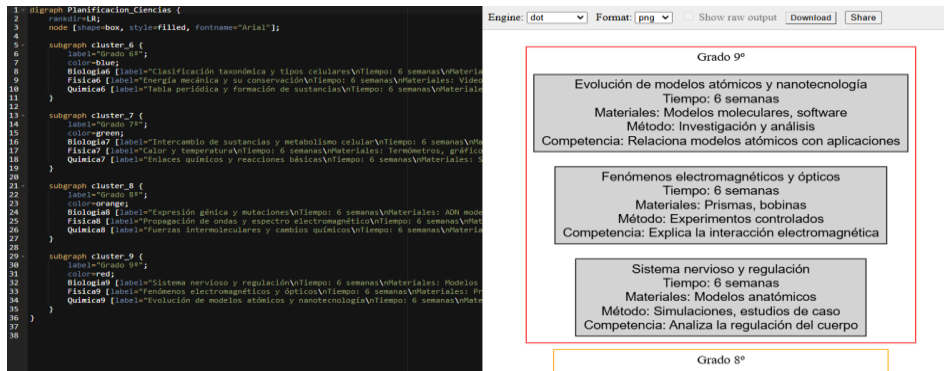 1 digraph Planificacion_Ciencias {
2 rankdir=LR;
3 node [shape=box, style=filled, fontname="Arial"];
4
5 subgraph cluster_6 {
6 label="Grado 6º";
7 color=blue;
8 Biologia6 [label="Clasificación taxonómica y tipos celulares\nTiempo: 6 semanas\nMateria
9 Fisica6 [label="Energía mecánica y su conservación\nTiempo: 6 semanas\nMateriales: Video
10 Quimica6 [label="Tabla periódica y formación de sustancias\nTiempo: 6 semanas\nMateriales
11 }
12
13 subgraph cluster_7 {
14 label="Grado 7º";
15 color=green;
16 Biologia7 [label="Intercambio de sustancias y metabolismo celular\nTiempo: 6 semanas\nMat
17 Fisica7 [label="Calor y temperatura\nTiempo: 6 semanas\nMateriales: Termómetros, gráfico
18 Quimica7 [label="Enlaces químicos y reacciones básicas\nTiempo: 6 semanas\nMateriales: S
19 }
20
21 subgraph cluster_8 {
22 label="Grado 8º";
23 color=orange;
24 Biologia8 [label="Expresión génica y mutaciones\nTiempo: 6 semanas\nMateriales: ADN mode
25 Fisica8 [label="Propagación de ondas y espectro electromagnético\nTiempo: 6 semanas\nMate
26 Quimica8 [label="Fuerzas intermoleculares y cambios químicos\nTiempo: 6 semanas\nMateria
27 }
28
29 subgraph cluster_9 {
30 label="Grado 9º";
31 color=red;
32 Biologia9 [label="Sistema nervioso y regulación\nTiempo: 6 semanas\nMateriales: Modelos
33 Fisica9 [label="Fenómenos electromagnéticos y ópticos\nTiempo: 6 semanas\nMateriales: Pr
34 Quimica9 [label="Evolución de modelos atómicos y nanotecnología\nTiempo: 6 semanas\nMate
35 }
36 }
37
38
Engine: dot Format: png Show raw output Download Share
Grado 9º
Evolución de modelos atómicos y nanotecnología
Tiempo: 6 semanas
Materiales: Modelos moleculares, software
Método: Investigación y análisis
Competencia: Relaciona modelos atómicos con aplicaciones
Fenómenos electromagnéticos y ópticos
Tiempo: 6 semanas
Materiales: Prismas, bobinas
Método: Experimentos controlados
Competencia: Explica la interacción electromagnética
Sistema nervioso y regulación
Tiempo: 6 semanas
Materiales: Modelos anatómicos
Método: Simulaciones, estudios de caso
Competencia: Analiza la regulación del cuerpo
Grado 8º